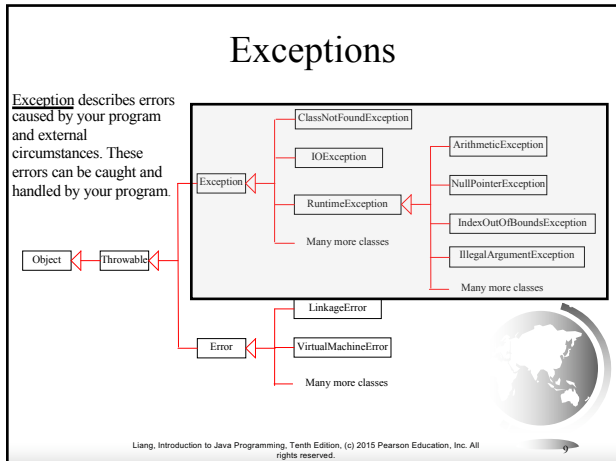 Exceptions
Exception describes errors
caused by your program
and external
circumstances. These
errors can be caught and
handled by your program.
ClassNotFoundException
ArithmeticException
IOException
Exception
NullPointerException
RuntimeException
IndexOutOfBoundsException
Many more classes
Object
Throwable
IllegalArgumentException
Many more classes
LinkageError
Error
VirtualMachineError
Many more classes
Liang, Introduction to Java Programming, Tenth Edition, (c) 2015 Pearson Education, Inc. All
rights reserved.
9